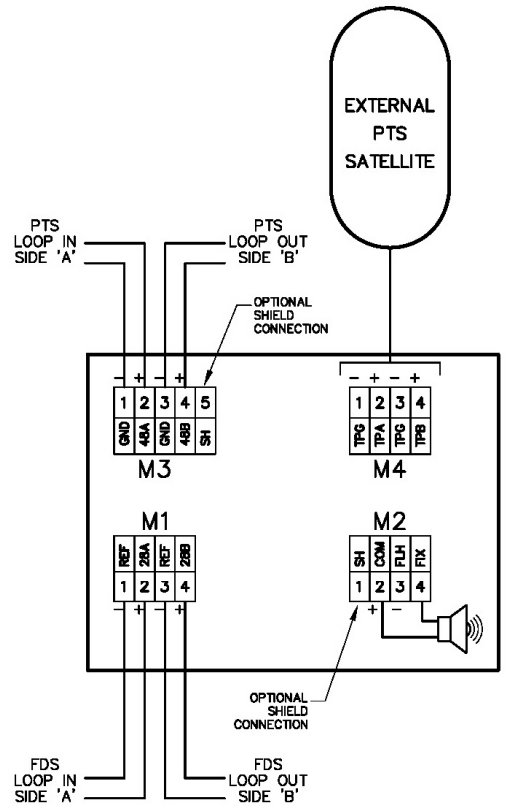 EXTERNAL
PTS
SATELLITE
PTS
LOOP IN
SIDE 'A'
PTS
LOOP OUT
SIDE 'B'
OPTIONAL
SHIELD
CONNECTION
- + - +
- + - +
1 2 3 4 5
GND 48A GND 48B SH
M3
1 2 3 4
TPG TPA TPG TPB
M4
M1
REF 28A REF 28B
1 2 3 4
- + - +
M2
SH COM FLH FIX
1 2 3 4
+ -
OPTIONAL
SHIELD
CONNECTION
FDS
LOOP IN
SIDE 'A'
FDS
LOOP OUT
SIDE 'B'